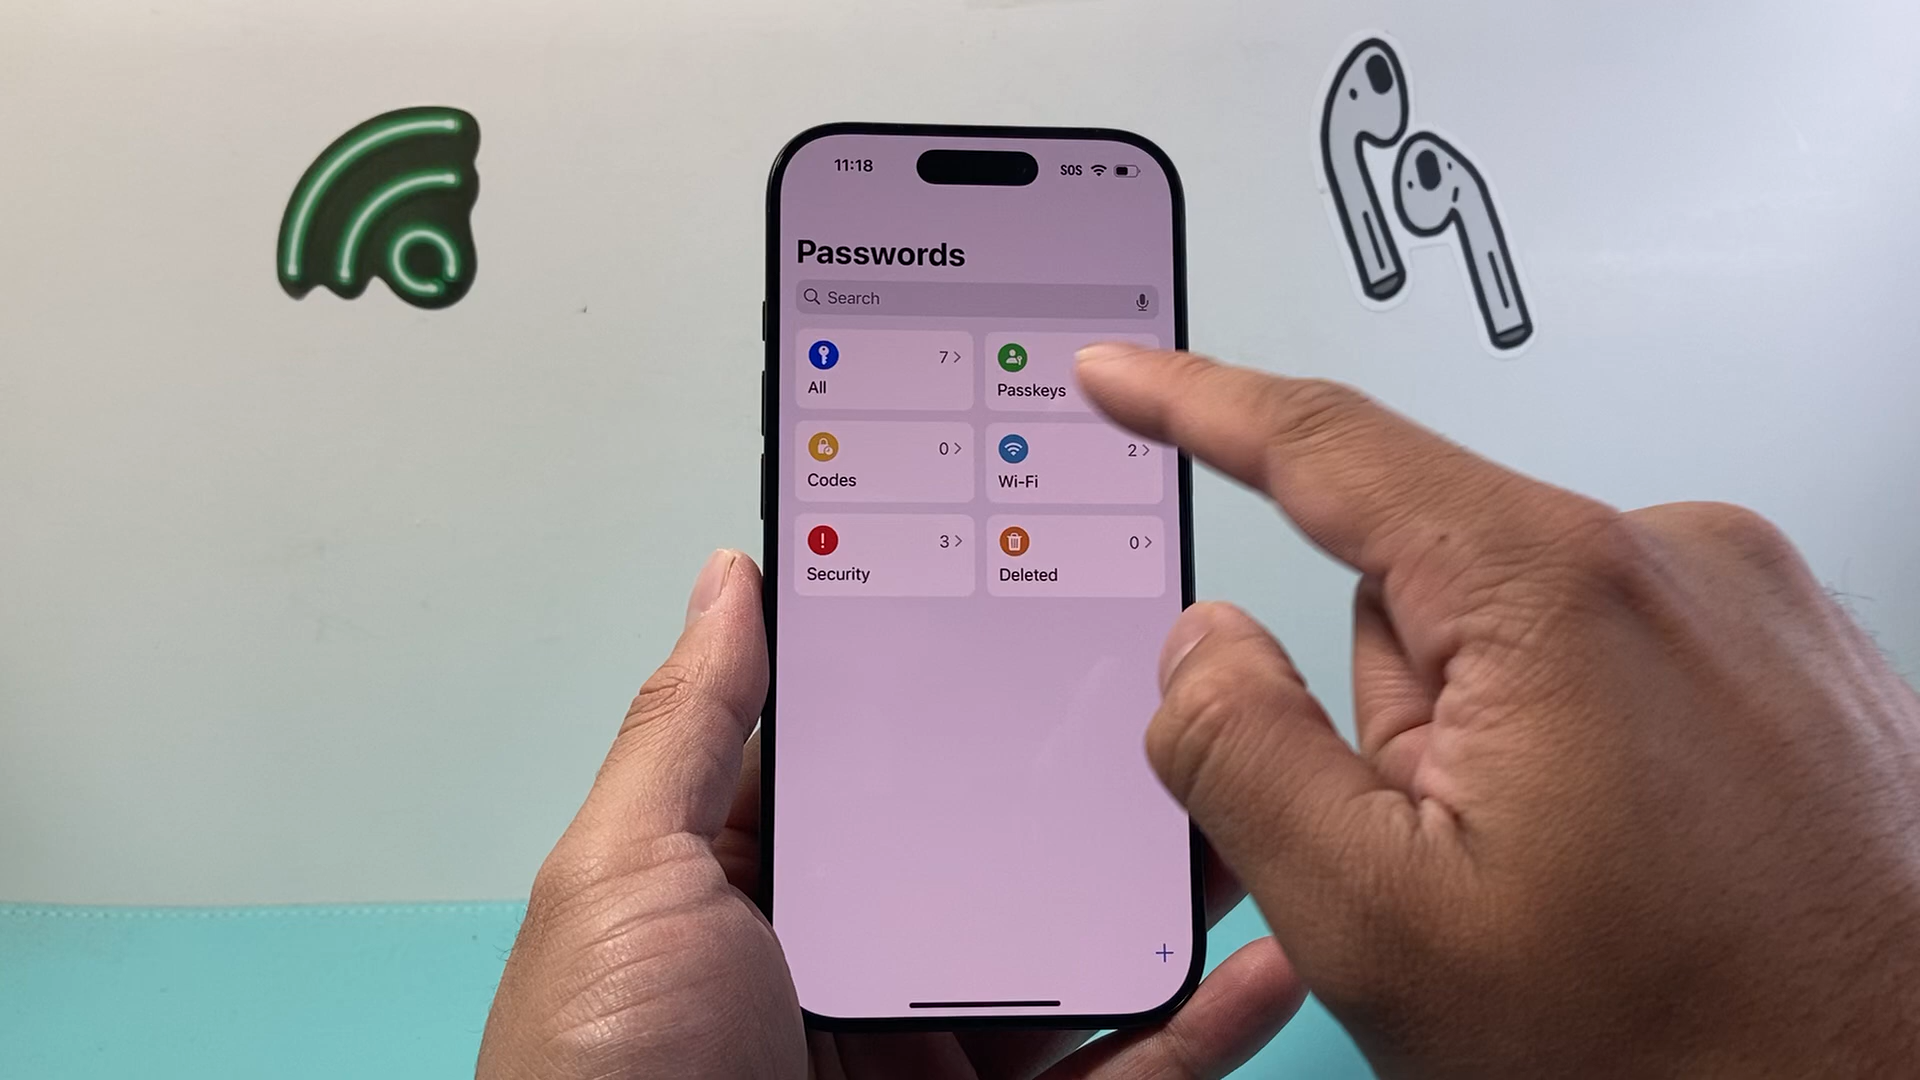 11:18
SOS
Passwords
Search
7
All
Passkeys
0
Codes
2
Wi-Fi
3
Security
0
Deleted